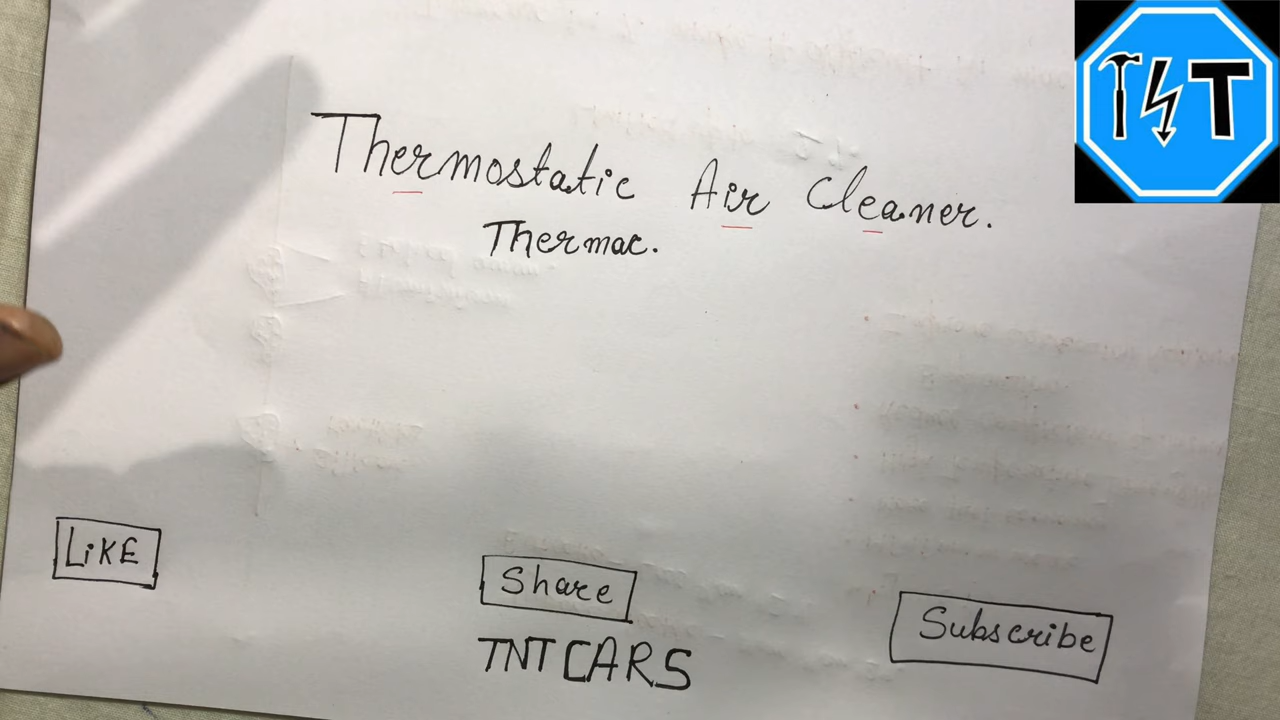 Thermostatic Air Cleaner.
Thermac.
LiKE
Share
Subscribe
TNT CARS
T